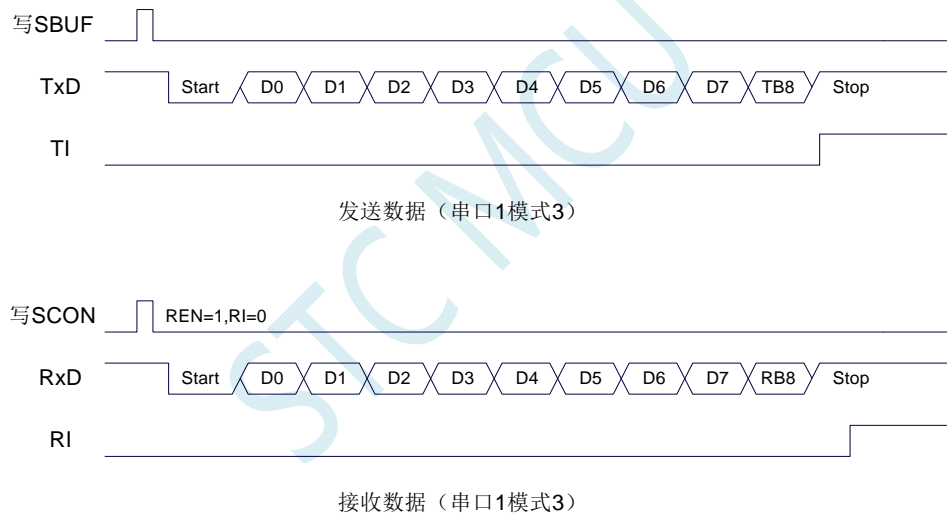 写SBUF
TxD Start D0 D1 D2 D3 D4 D5 D6 D7 TB8 Stop
TI
发送数据（串口1模式3）
写SCON REN=1,RI=0
RxD Start D0 D1 D2 D3 D4 D5 D6 D7 RB8 Stop
RI
接收数据（串口1模式3）
STC MCU